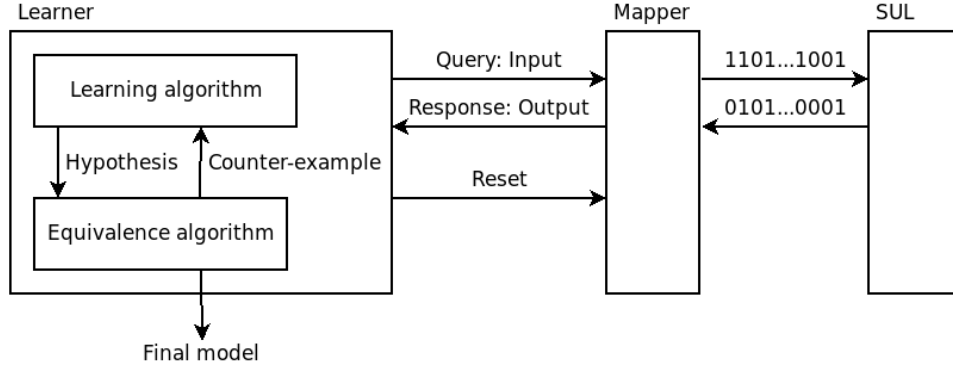 Learner
Mapper
SUL
Learning algorithm
Query: Input
1101...1001
Response: Output
0101...0001
Hypothesis
Counter-example
Reset
Equivalence algorithm
Final model